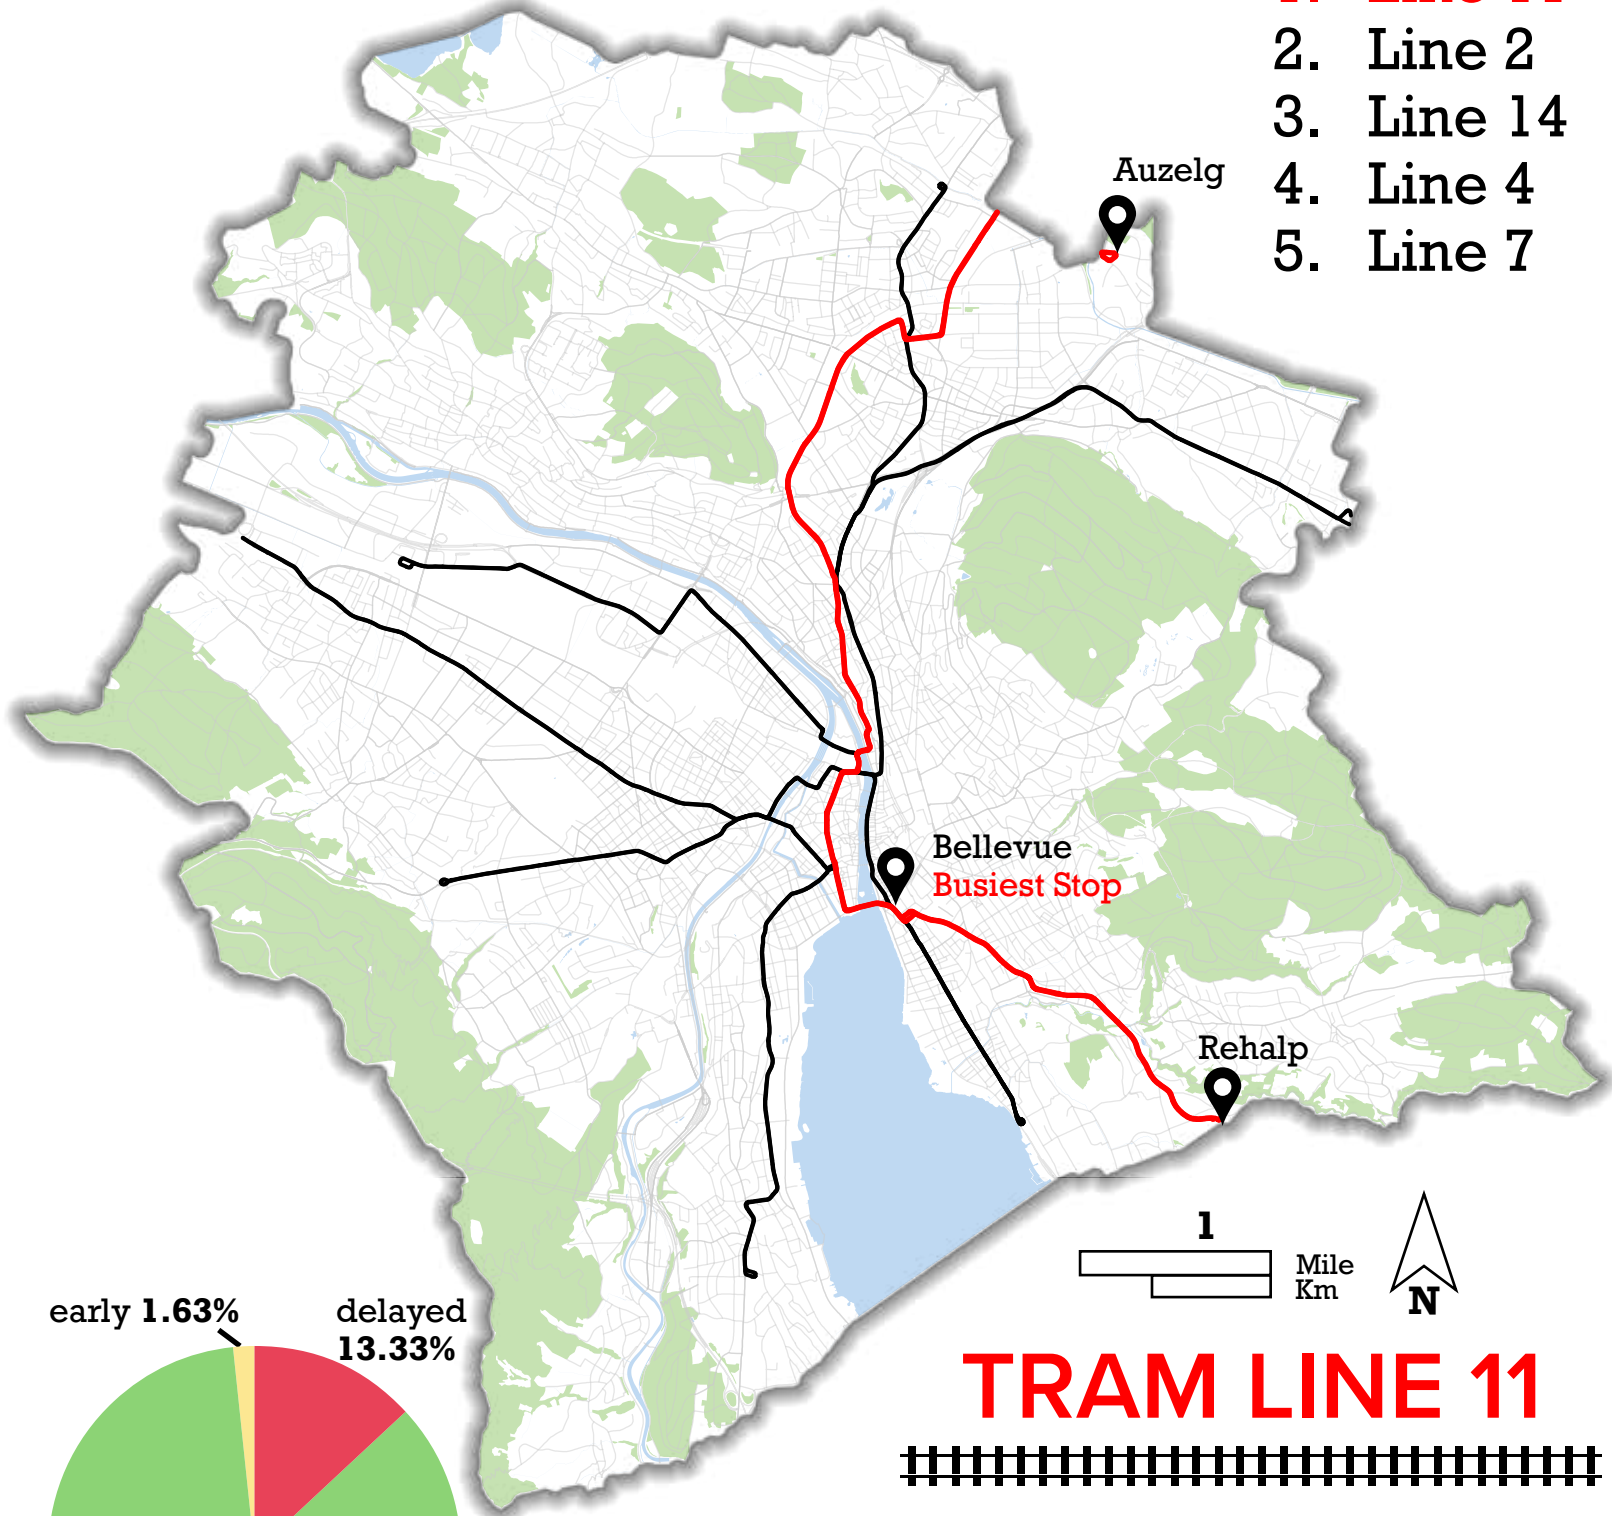 2. Line 2
3. Line 14
Auzelg
4. Line 4
5. Line 7
Bellevue
Busiest Stop
Rehalp
1
Mile
Km
N
early 1.63%
delayed
13.33%
TRAM LINE 11